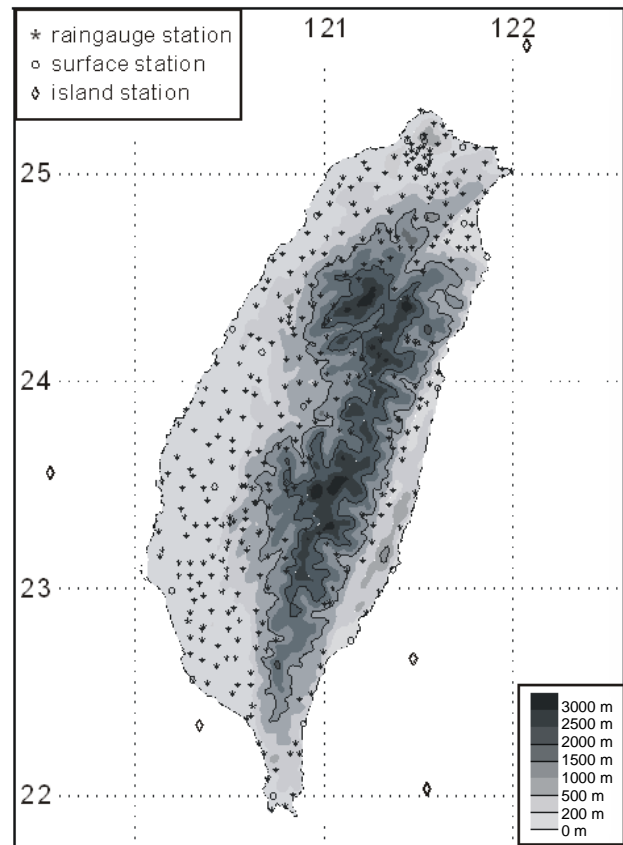 * raingauge station
o surface station
◊ island station
121
122
25
24
23
22
3000 m
2500 m
2000 m
1500 m
1000 m
500 m
200 m
0 m